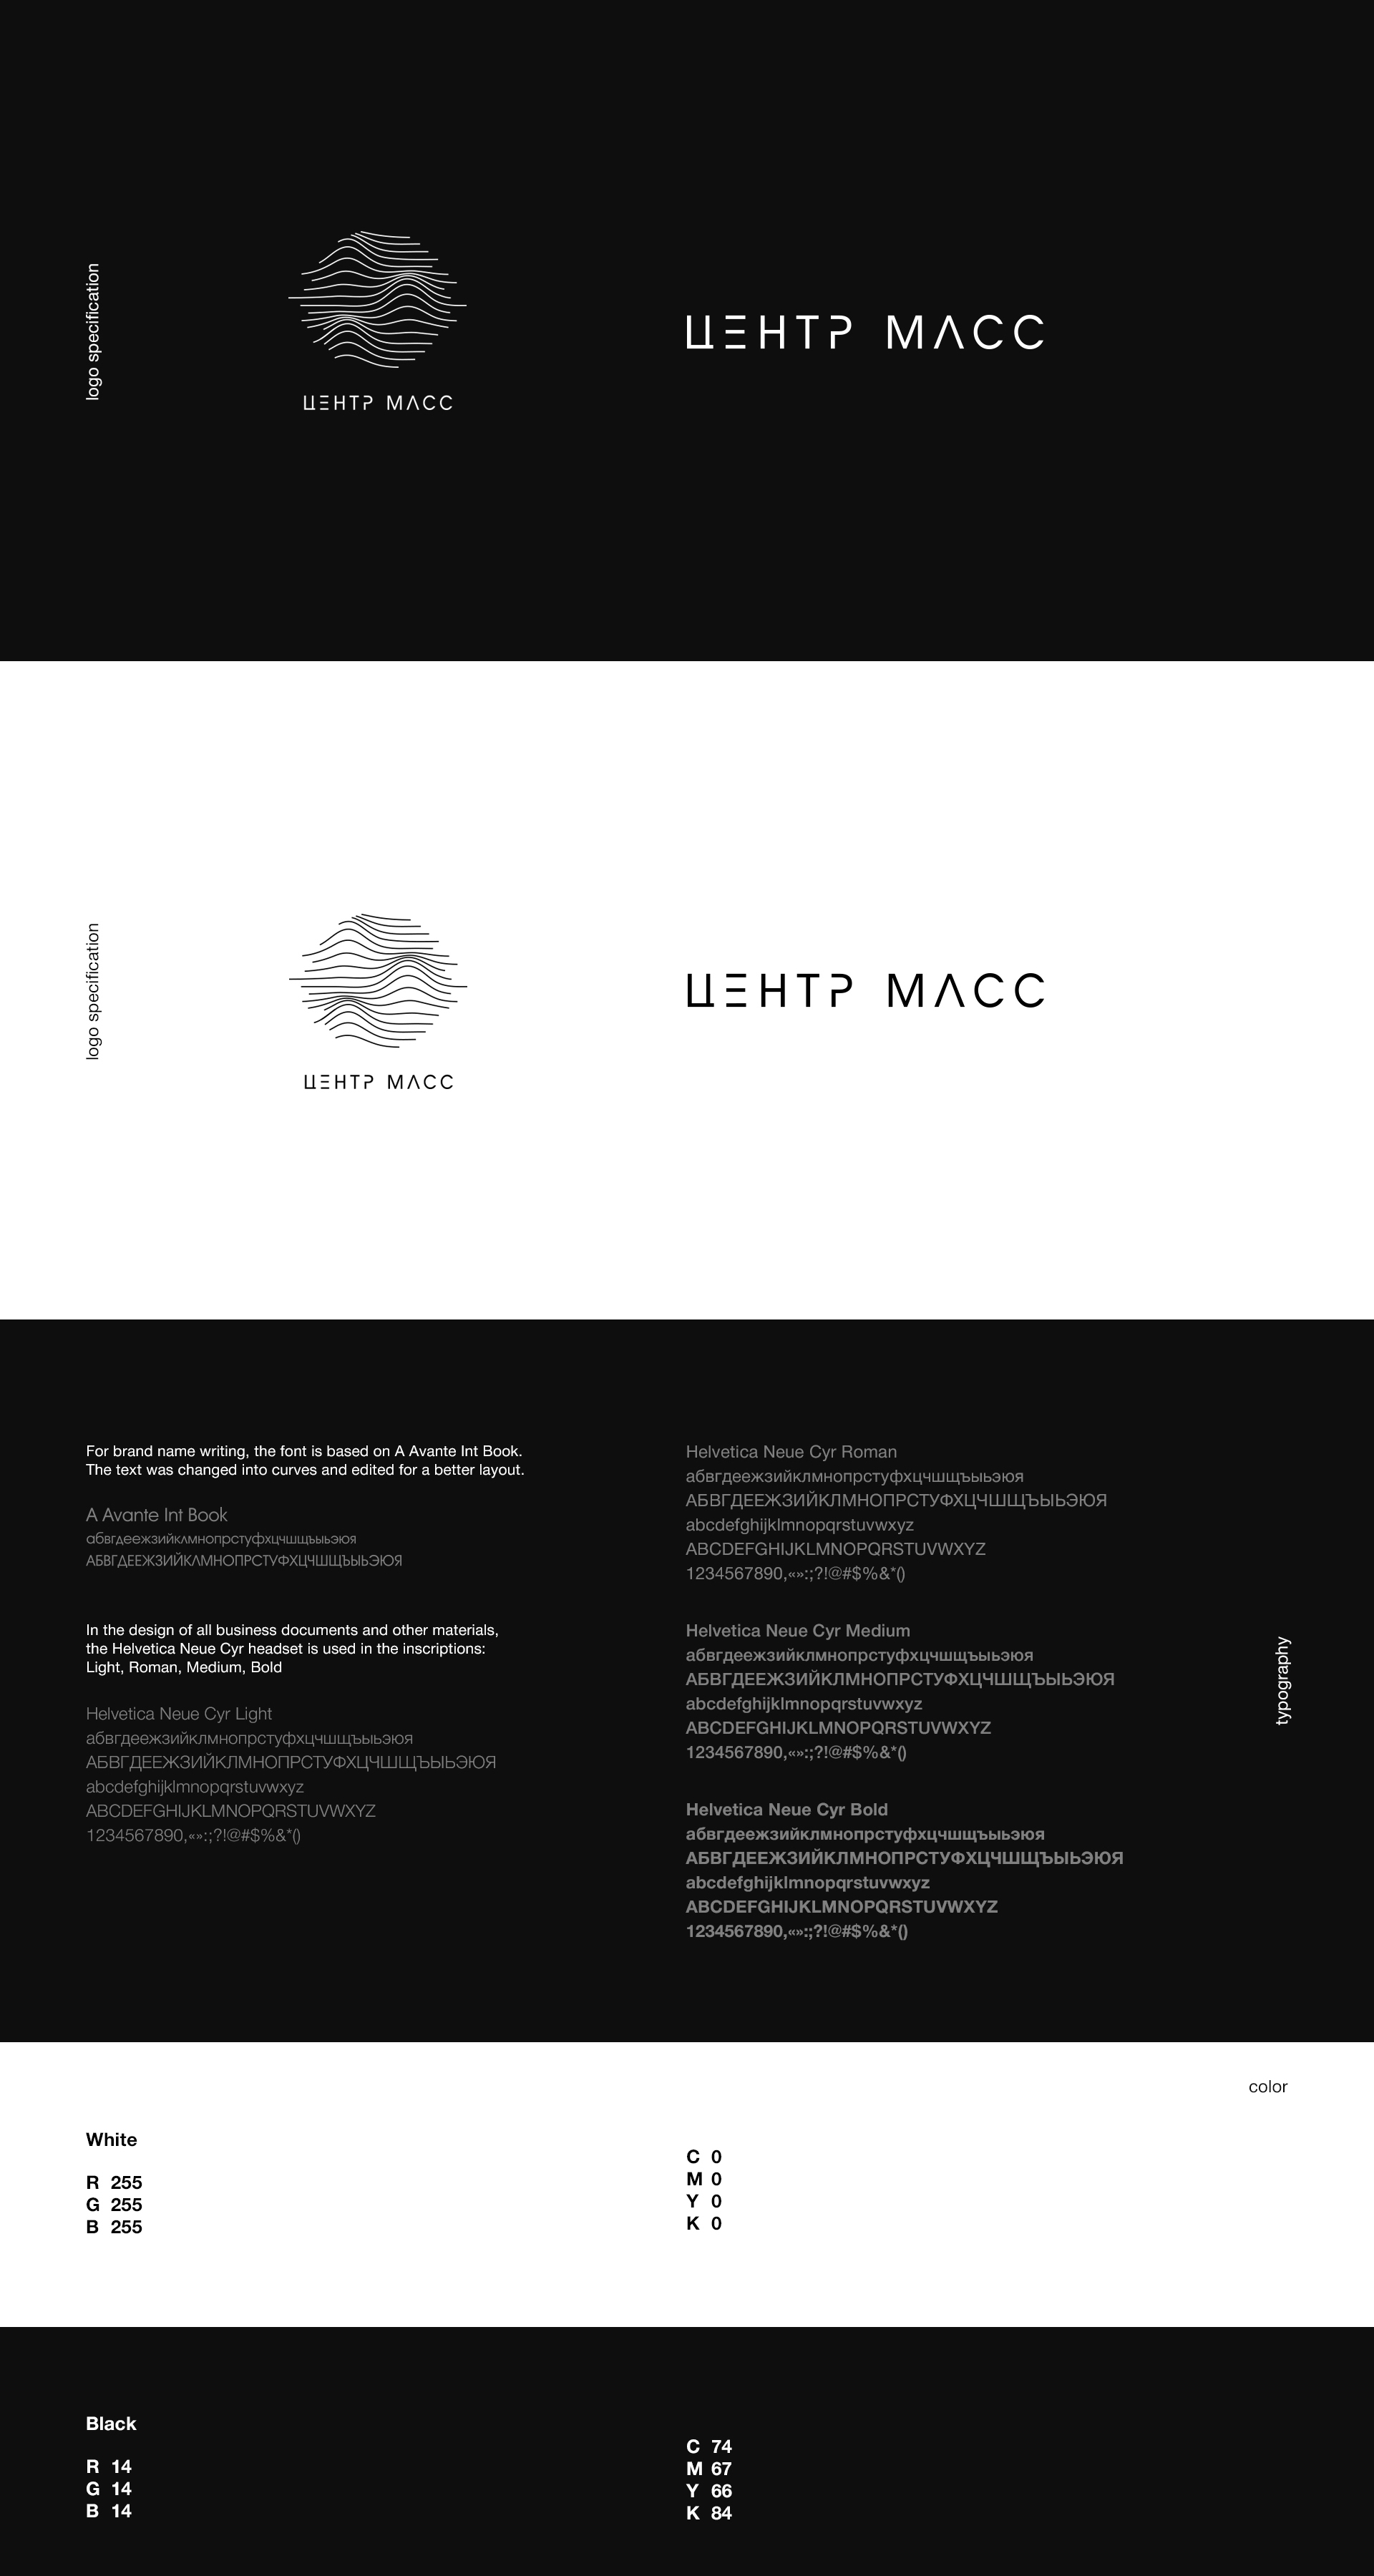 logo specification
ЦЕНТР МАСС
ЦЕНТР МАСС
logo specification
ЦЕНТР МАСС
ЦЕНТР МАСС
For brand name writing, the font is based on A Avante Int Book.
The text was changed into curves and edited for a better layout.
A Avante Int Book
абвгдеежзийклмнопрстуфхцчшщъыьэюя
АБВГДЕЕЖЗИЙКЛМНОПРСТУФХЦЧШЩЪЫЬЭЮЯ
In the design of all business documents and other materials,
the Helvetica Neue Cyr headset is used in the inscriptions:
Light, Roman, Medium, Bold
Helvetica Neue Cyr Light
абвгдеежзийклмнопрстуфхцчшщъыьэюя
АБВГДЕЕЖЗИЙКЛМНОПРСТУФХЦЧШЩЪЫЬЭЮЯ
abcdefghijklmnopqrstuvwxyz
ABCDEFGHIJKLMNOPQRSTUVWXYZ
1234567890,«»:;?!@#$%&*()
Helvetica Neue Cyr Roman
абвгдеежзийклмнопрстуфхцчшщъыьэюя
АБВГДЕЕЖЗИЙКЛМНОПРСТУФХЦЧШЩЪЫЬЭЮЯ
abcdefghijklmnopqrstuvwxyz
ABCDEFGHIJKLMNOPQRSTUVWXYZ
1234567890,«»:;?!@#$%&*()
Helvetica Neue Cyr Medium
абвгдеежзийклмнопрстуфхцчшщъыьэюя
АБВГДЕЕЖЗИЙКЛМНОПРСТУФХЦЧШЩЪЫЬЭЮЯ
abcdefghijklmnopqrstuvwxyz
ABCDEFGHIJKLMNOPQRSTUVWXYZ
1234567890,«»:;?!@#$%&*()
Helvetica Neue Cyr Bold
абвгдеежзийклмнопрстуфхцчшщъыьэюя
АБВГДЕЕЖЗИЙКЛМНОПРСТУФХЦЧШЩЪЫЬЭЮЯ
abcdefghijklmnopqrstuvwxyz
ABCDEFGHIJKLMNOPQRSTUVWXYZ
1234567890,«»:;?!@#$%&*()
typography
color
White
R 255
G 255
B 255
C 0
M 0
Y 0
K 0
Black
R 14
G 14
B 14
C 74
M 67
Y 66
K 84